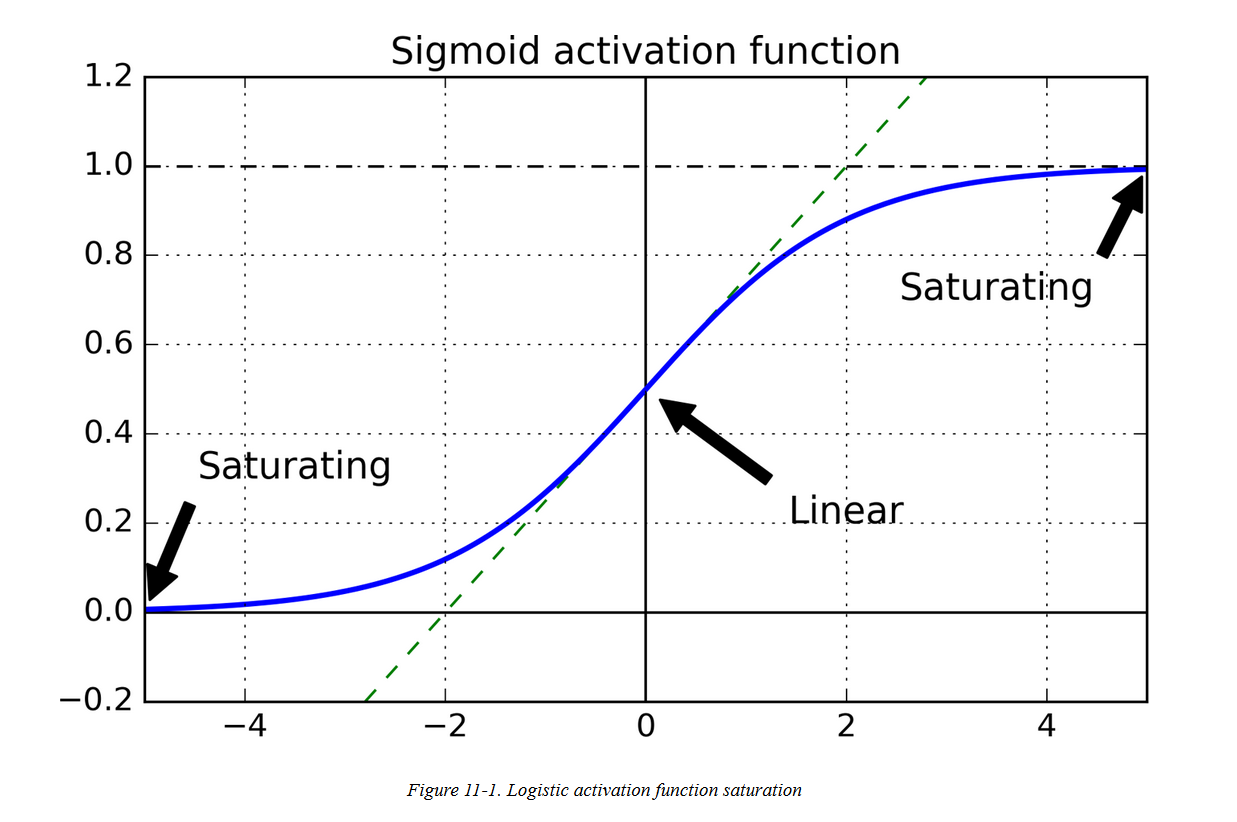 Sigmoid activation function
1.2
1.0
0.8
Saturating
0.6
0.4
Saturating
Linear
0.2
0.0
−0.2
−4
−2
0
2
4
Figure 11-1. Logistic activation function saturation